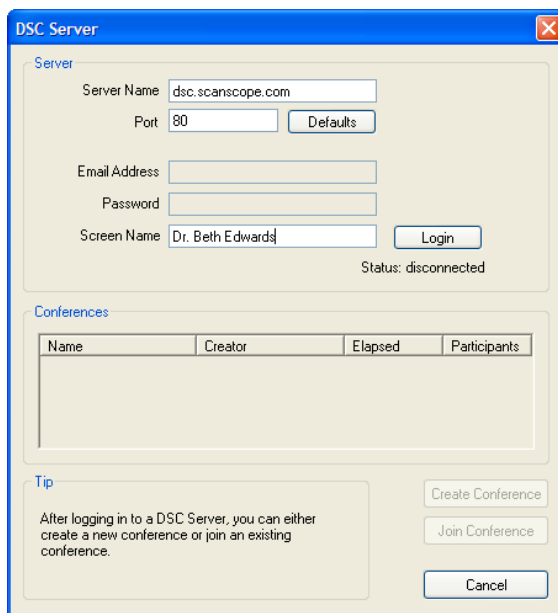 DSC Server
Server
Server Name dsc.scanscope.com
Port 80 Defaults
Email Address
Password
Screen Name Dr. Beth Edwards Login
Status: disconnected
Conferences
Name Creator Elapsed Participants
Tip
After logging in to a DSC Server, you can either
create a new conference or join an existing
conference.
Create Conference
Join Conference
Cancel